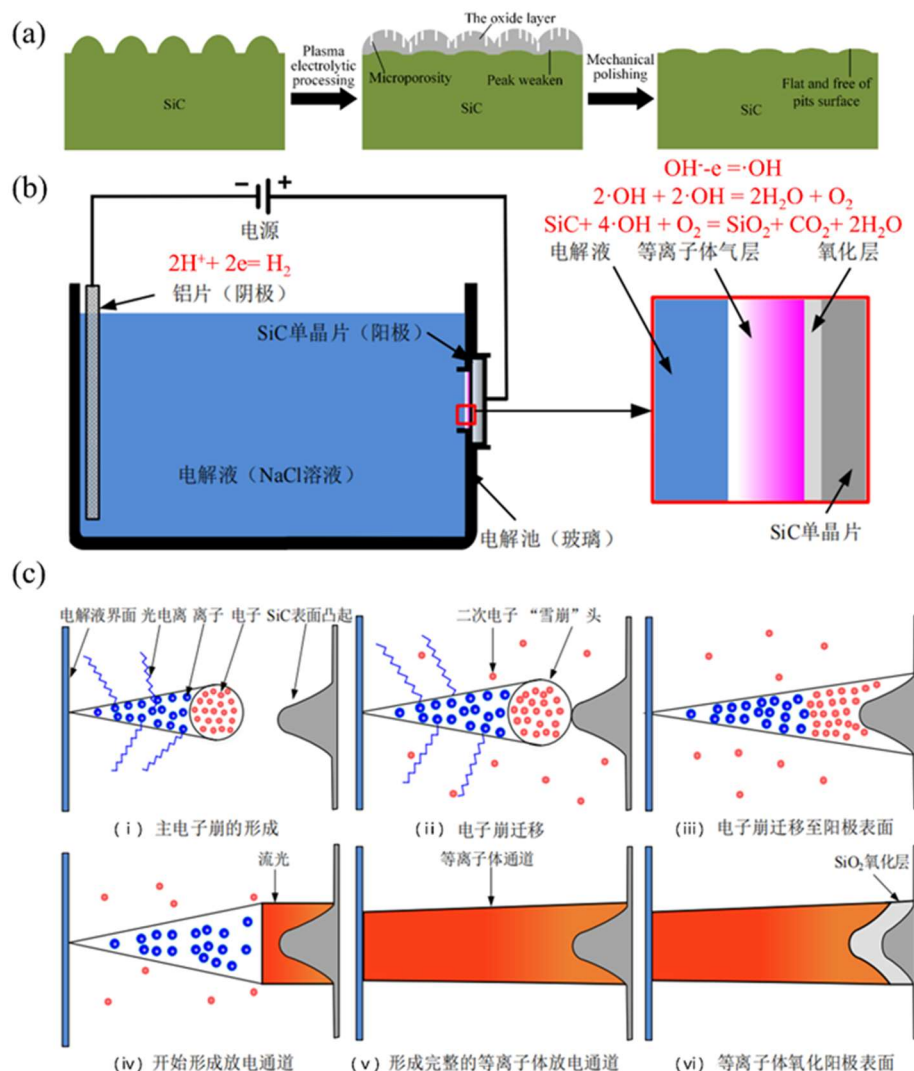 (a)
The oxide layer
Plasma
electrolytic
processing
Microporosity
Peak weaken
Mechanical
polishing
Flat and free of
pits surface
SiC
SiC
SiC
(b)
− +
电源
2H⁺+ 2e= H₂
铝片（阴极）
SiC单晶片（阳极）
电解液（NaCl溶液）
电解池（玻璃）
OH⁻-e =·OH
2·OH + 2·OH = 2H₂O + O₂
SiC+ 4·OH + O₂ = SiO₂+ CO₂+ 2H₂O
电解液 等离子体气层 氧化层
SiC单晶片
(c)
电解液界面 光电离 离子 电子 SiC表面凸起
（i）主电子崩的形成
二次电子 “雪崩”头
（ii）电子崩迁移
（iii）电子崩迁移至阳极表面
流光
（iv）开始形成放电通道
等离子体通道
（v）形成完整的等离子体放电通道
SiO₂氧化层
（vi）等离子体氧化阳极表面